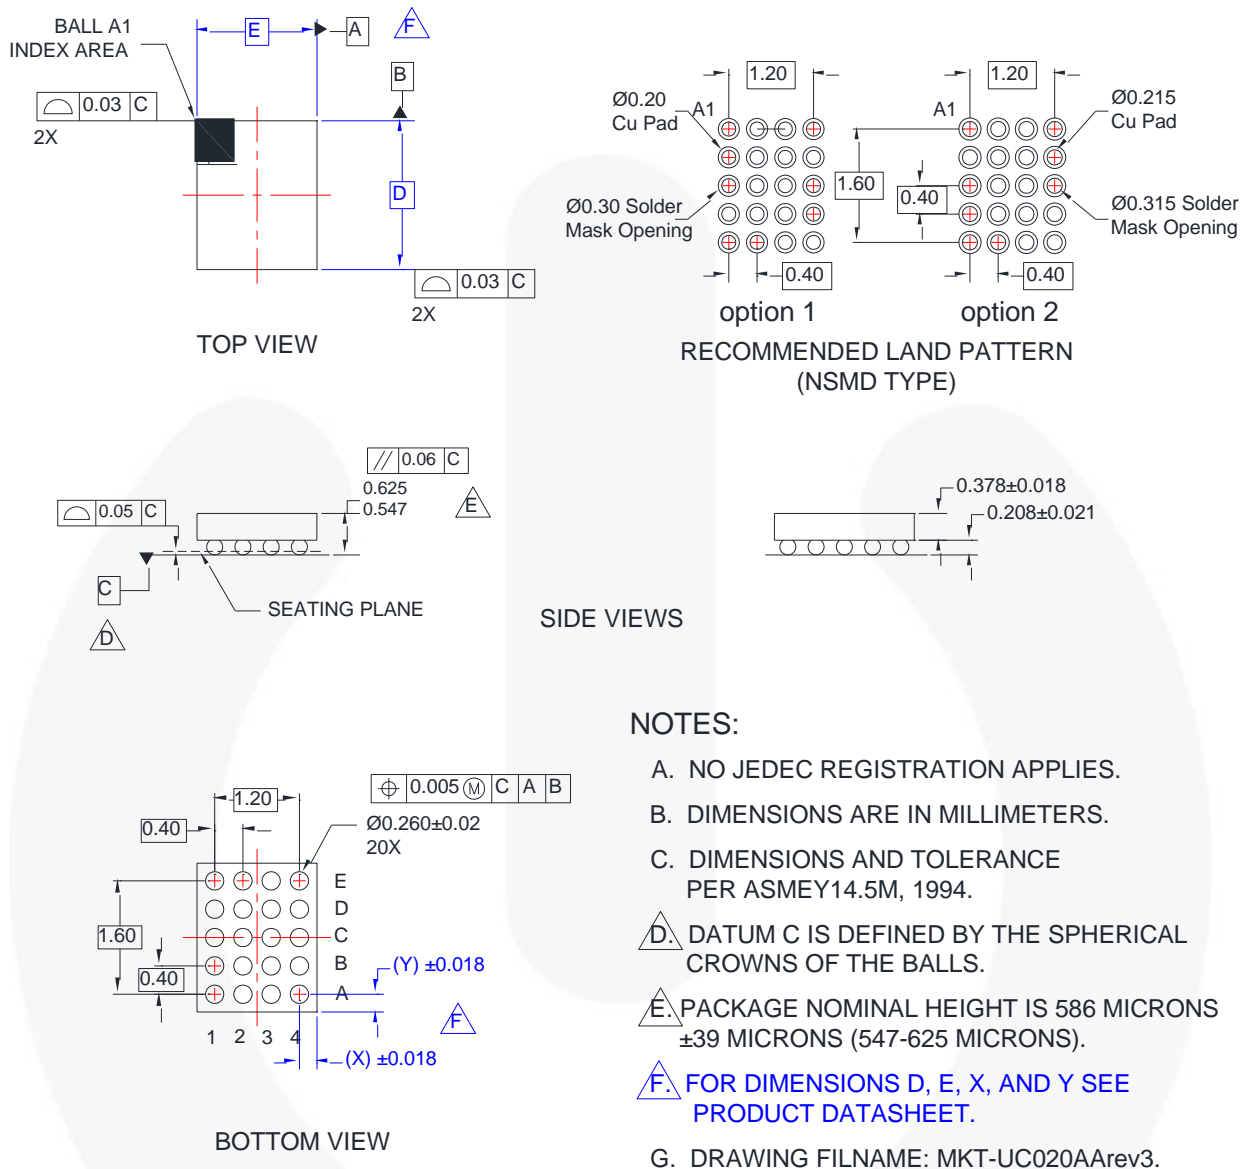 BALL A1
INDEX AREA
E
A
F
B
0.03 C
2X
D
0.03 C
2X
TOP VIEW
1.20
1.20
Ø0.20
Cu Pad
A1
A1
Ø0.215
Cu Pad
1.60
0.40
Ø0.30 Solder
Mask Opening
Ø0.315 Solder
Mask Opening
0.40
0.40
option 1
option 2
RECOMMENDED LAND PATTERN
(NSMD TYPE)
// 0.06 C
0.625
0.547
E
0.05 C
C
D
SEATING PLANE
0.378±0.018
0.208±0.021
SIDE VIEWS
NOTES:
A. NO JEDEC REGISTRATION APPLIES.
B. DIMENSIONS ARE IN MILLIMETERS.
C. DIMENSIONS AND TOLERANCE
PER ASMEY14.5M, 1994.
D. DATUM C IS DEFINED BY THE SPHERICAL
CROWNS OF THE BALLS.
E. PACKAGE NOMINAL HEIGHT IS 586 MICRONS
±39 MICRONS (547-625 MICRONS).
F. FOR DIMENSIONS D, E, X, AND Y SEE
PRODUCT DATASHEET.
G. DRAWING FILNAME: MKT-UC020AArev3.
0.005 Ⓜ C A B
1.20
0.40
Ø0.260±0.02
20X
E
D
C
B
A
1.60
0.40
(Y) ±0.018
F
1 2 3 4
(X) ±0.018
BOTTOM VIEW